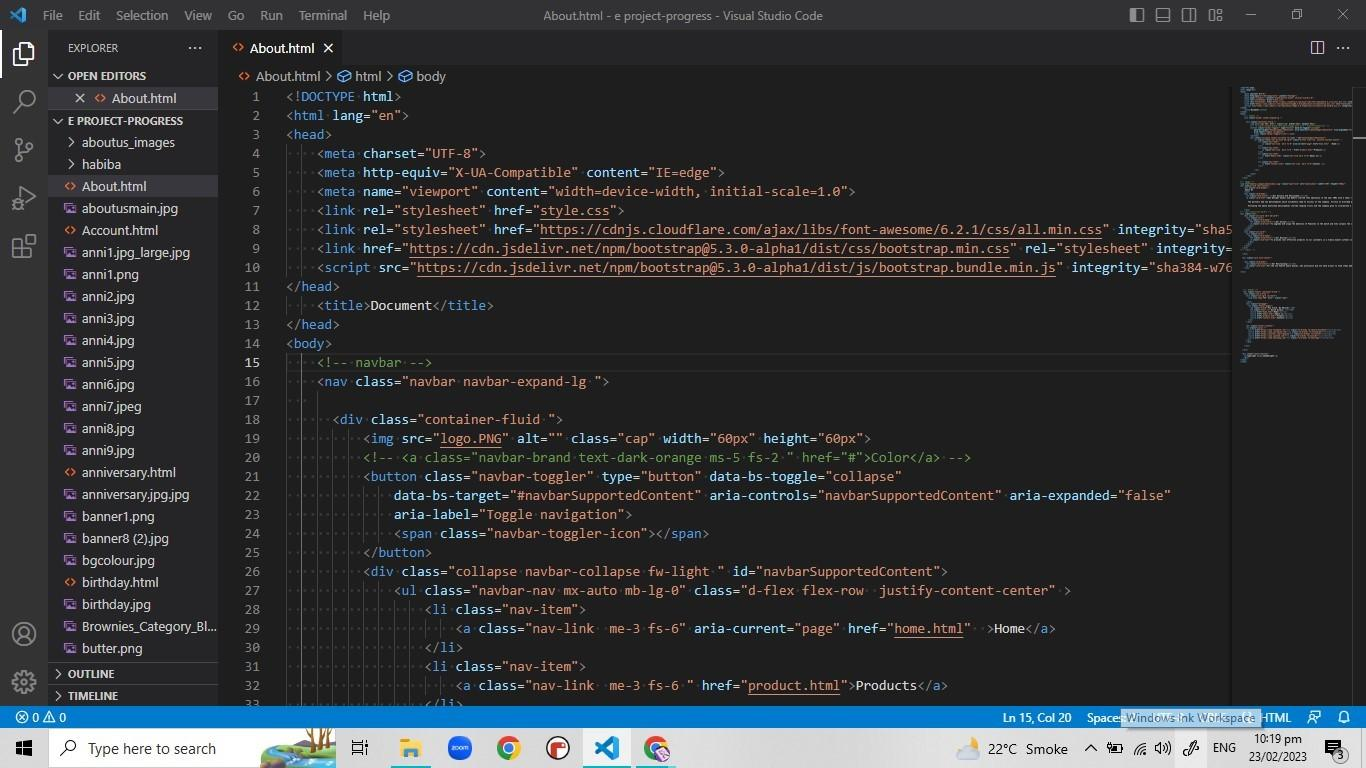 File Edit Selection View Go Run Terminal Help About.html - e project-progress - Visual Studio Code
EXPLORER
OPEN EDITORS
About.html
E PROJECT-PROGRESS
aboutus_images
habiba
About.html
aboutusmain.jpg
Account.html
anni1.jpg_large.jpg
anni1.png
anni2.jpg
anni3.jpg
anni4.jpg
anni5.jpg
anni6.jpg
anni7.jpeg
anni8.jpg
anni9.jpg
anniversary.html
anniversary.jpg.jpg
banner1.png
banner8 (2).jpg
bgcolour.jpg
birthday.html
birthday.jpg
Brownies_Category_Bl...
butter.png
OUTLINE
TIMELINE
About.html
About.html > html > body
1 <!DOCTYPE html>
2 <html lang="en">
3 <head>
4 <meta charset="UTF-8">
5 <meta http-equiv="X-UA-Compatible" content="IE=edge">
6 <meta name="viewport" content="width=device-width, initial-scale=1.0">
7 <link rel="stylesheet" href="style.css">
8 <link rel="stylesheet" href="https://cdnjs.cloudflare.com/ajax/libs/font-awesome/6.2.1/css/all.min.css" integrity="sha5
9 <link href="https://cdn.jsdelivr.net/npm/bootstrap@5.3.0-alpha1/dist/css/bootstrap.min.css" rel="stylesheet" integrity=
10 <script src="https://cdn.jsdelivr.net/npm/bootstrap@5.3.0-alpha1/dist/js/bootstrap.bundle.min.js" integrity="sha384-w76
11 </head>
12 <title>Document</title>
13 </head>
14 <body>
15 <!-- navbar -->
16 <nav class="navbar navbar-expand-lg ">
17
18 <div class="container-fluid ">
19 <img src="logo.PNG" alt="" class="cap" width="60px" height="60px">
20 <!-- <a class="navbar-brand text-dark-orange ms-5 fs-2 " href="#">Color</a> -->
21 <button class="navbar-toggler" type="button" data-bs-toggle="collapse"
22 data-bs-target="#navbarSupportedContent" aria-controls="navbarSupportedContent" aria-expanded="false"
23 aria-label="Toggle navigation">
24 <span class="navbar-toggler-icon"></span>
25 </button>
26 <div class="collapse navbar-collapse fw-light " id="navbarSupportedContent">
27 <ul class="navbar-nav mx-auto mb-lg-0" class="d-flex flex-row  justify-content-center" >
28 <li class="nav-item">
29 <a class="nav-link  me-3 fs-6" aria-current="page" href="home.html"  >Home</a>
30 </li>
31 <li class="nav-item">
32 <a class="nav-link  me-3 fs-6 " href="product.html">Products</a>
33 </li>
0 0 Ln 15, Col 20 Spaces Windows Ink Workspace HTML
Type here to search zoom 22°C Smoke ENG 10:19 pm
23/02/2023 3